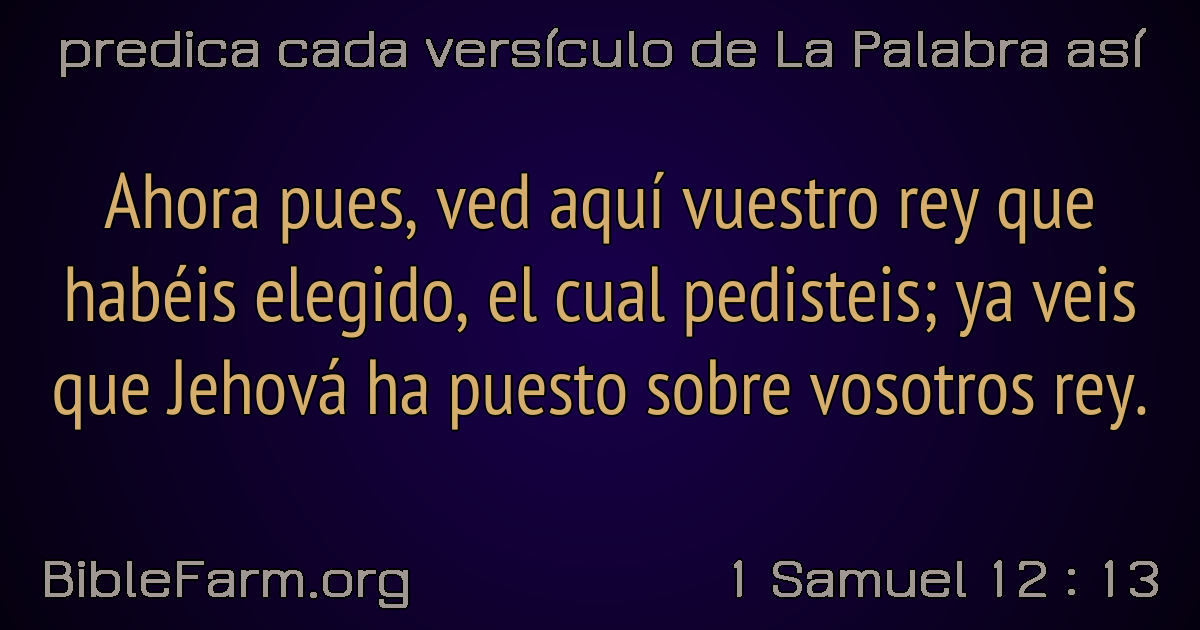 predica cada versículo de La Palabra así
Ahora pues, ved aquí vuestro rey que
habéis elegido, el cual pedisteis; ya veis
que Jehová ha puesto sobre vosotros rey.
BibleFarm.org
1 Samuel 12 : 13